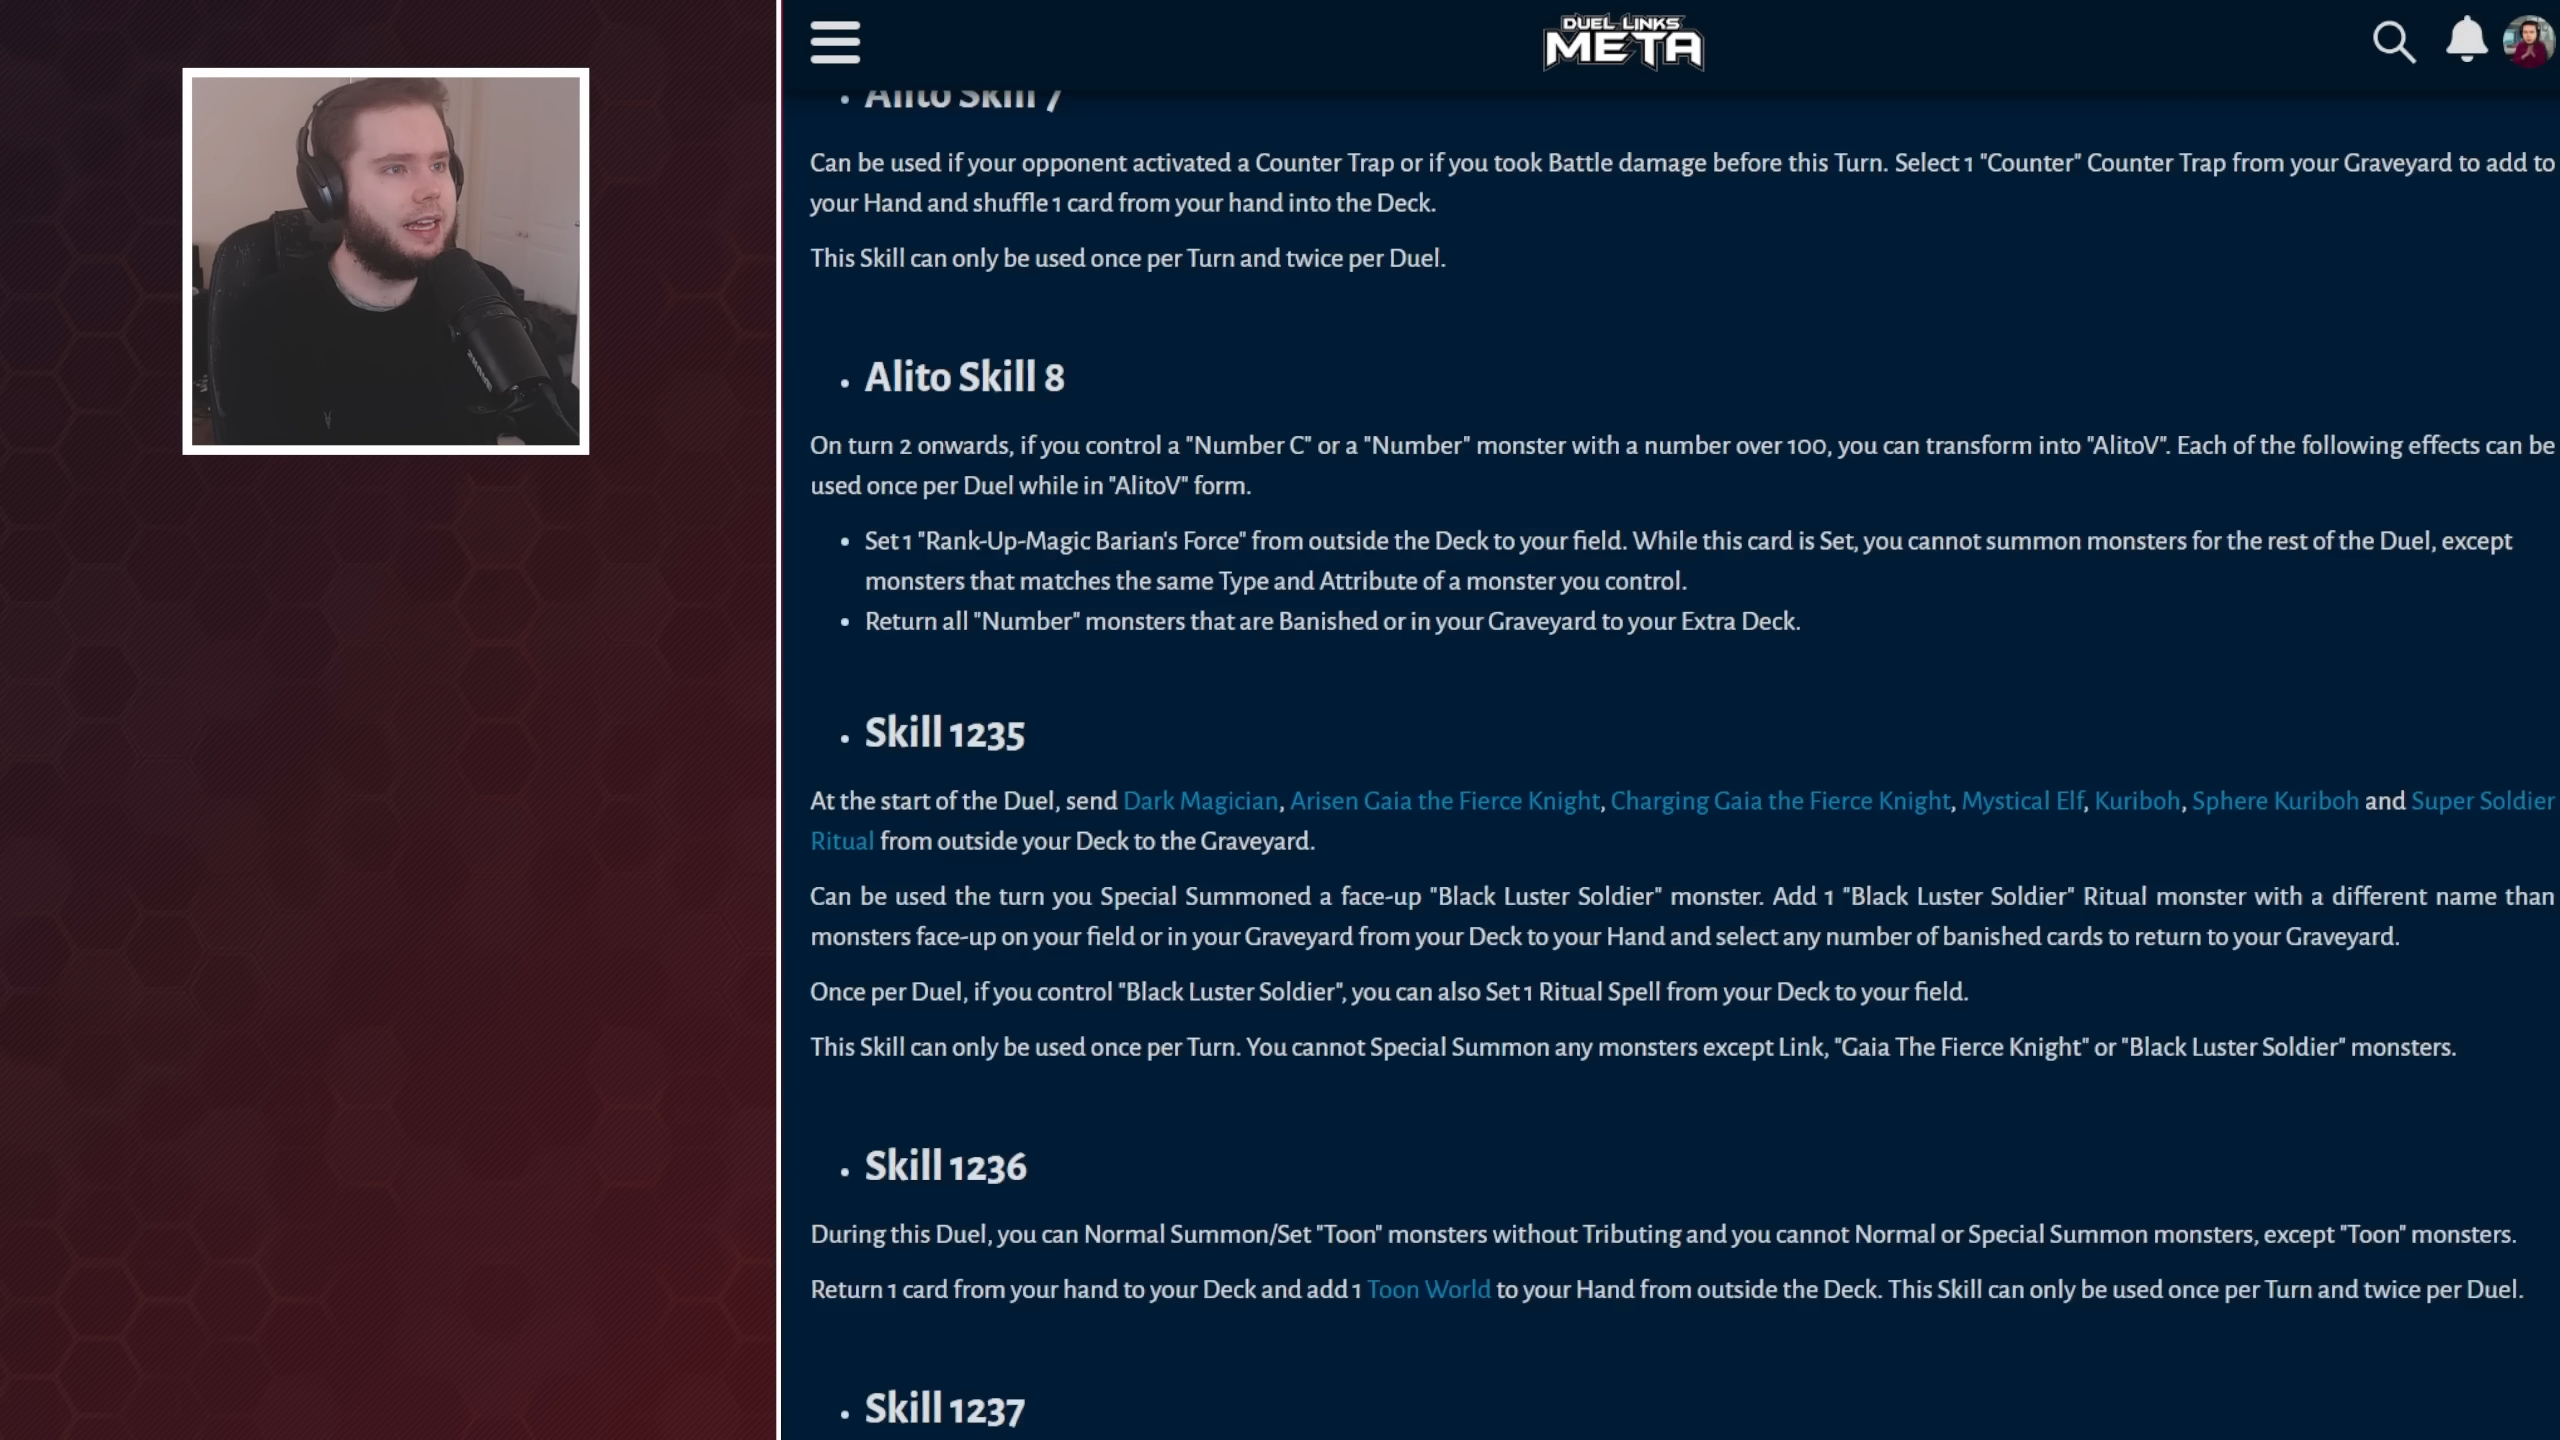 DUEL LINKS
META
• Alito Skill 7
Can be used if your opponent activated a Counter Trap or if you took Battle damage before this Turn. Select 1 "Counter" Counter Trap from your Graveyard to add to
your Hand and shuffle 1 card from your hand into the Deck.
This Skill can only be used once per Turn and twice per Duel.
• Alito Skill 8
On turn 2 onwards, if you control a "Number C" or a "Number" monster with a number over 100, you can transform into "AlitoV". Each of the following effects can be
used once per Duel while in "AlitoV" form.
• Set 1 "Rank-Up-Magic Barian's Force" from outside the Deck to your field. While this card is Set, you cannot summon monsters for the rest of the Duel, except
monsters that matches the same Type and Attribute of a monster you control.
• Return all "Number" monsters that are Banished or in your Graveyard to your Extra Deck.
• Skill 1235
At the start of the Duel, send Dark Magician, Arisen Gaia the Fierce Knight, Charging Gaia the Fierce Knight, Mystical Elf, Kuriboh, Sphere Kuriboh and Super Soldier
Ritual from outside your Deck to the Graveyard.
Can be used the turn you Special Summoned a face-up "Black Luster Soldier" monster. Add 1 "Black Luster Soldier" Ritual monster with a different name than
monsters face-up on your field or in your Graveyard from your Deck to your Hand and select any number of banished cards to return to your Graveyard.
Once per Duel, if you control "Black Luster Soldier", you can also Set 1 Ritual Spell from your Deck to your field.
This Skill can only be used once per Turn. You cannot Special Summon any monsters except Link, "Gaia The Fierce Knight" or "Black Luster Soldier" monsters.
• Skill 1236
During this Duel, you can Normal Summon/Set "Toon" monsters without Tributing and you cannot Normal or Special Summon monsters, except "Toon" monsters.
Return 1 card from your hand to your Deck and add 1 Toon World to your Hand from outside the Deck. This Skill can only be used once per Turn and twice per Duel.
• Skill 1237